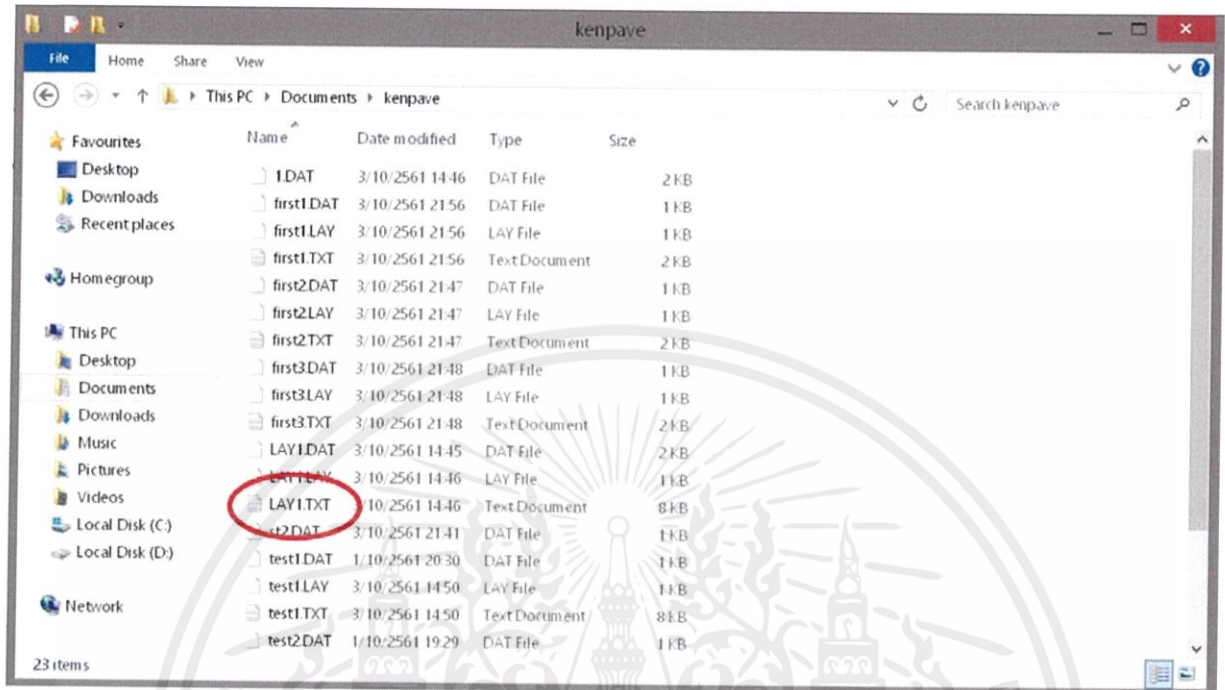 kenpave
File Home Share View
This PC Documents kenpave
Search kenpave
Favourites
Desktop
Downloads
Recent places
Homegroup
This PC
Desktop
Documents
Downloads
Music
Pictures
Videos
Local Disk (C:)
Local Disk (D:)
Network
Name Date modified Type Size
1.DAT 3/10/2561 14:46 DAT File 2 KB
first1.DAT 3/10/2561 21:56 DAT File 1 KB
first1.LAY 3/10/2561 21:56 LAY File 1 KB
first1.TXT 3/10/2561 21:56 Text Document 2 KB
first2.DAT 3/10/2561 21:47 DAT File 1 KB
first2.LAY 3/10/2561 21:47 LAY File 1 KB
first2.TXT 3/10/2561 21:47 Text Document 2 KB
first3.DAT 3/10/2561 21:48 DAT File 1 KB
first3.LAY 3/10/2561 21:48 LAY File 1 KB
first3.TXT 3/10/2561 21:48 Text Document 2 KB
LAY1.DAT 3/10/2561 14:45 DAT File 2 KB
LAY1.LAY 3/10/2561 14:46 LAY File 1 KB
LAY1.TXT 3/10/2561 14:46 Text Document 8 KB
st2.DAT 3/10/2561 21:41 DAT File 1 KB
test1.DAT 1/10/2561 20:30 DAT File 1 KB
test1.LAY 3/10/2561 14:50 LAY File 1 KB
test1.TXT 3/10/2561 14:50 Text Document 8 KB
test2.DAT 1/10/2561 19:29 DAT File 1 KB
23 items